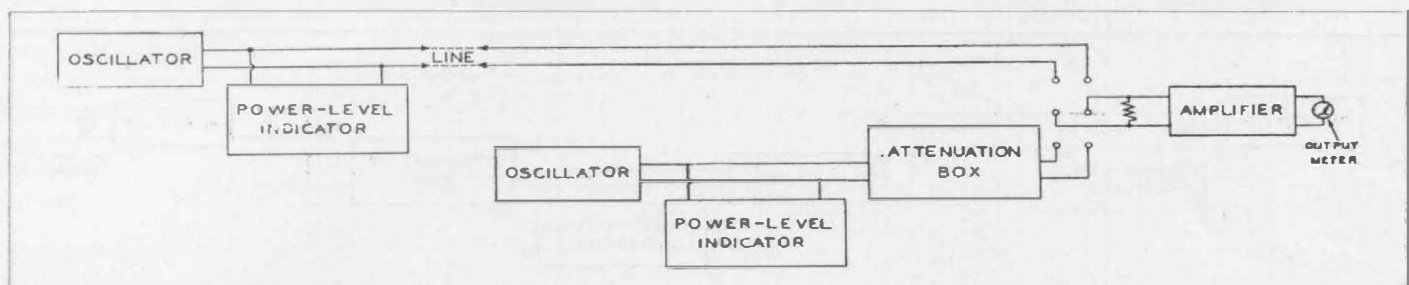 OSCILLATOR
LINE
POWER-LEVEL
INDICATOR
AMPLIFIER
OUTPUT
METER
OSCILLATOR
ATTENUATION
BOX
POWER-LEVEL
INDICATOR